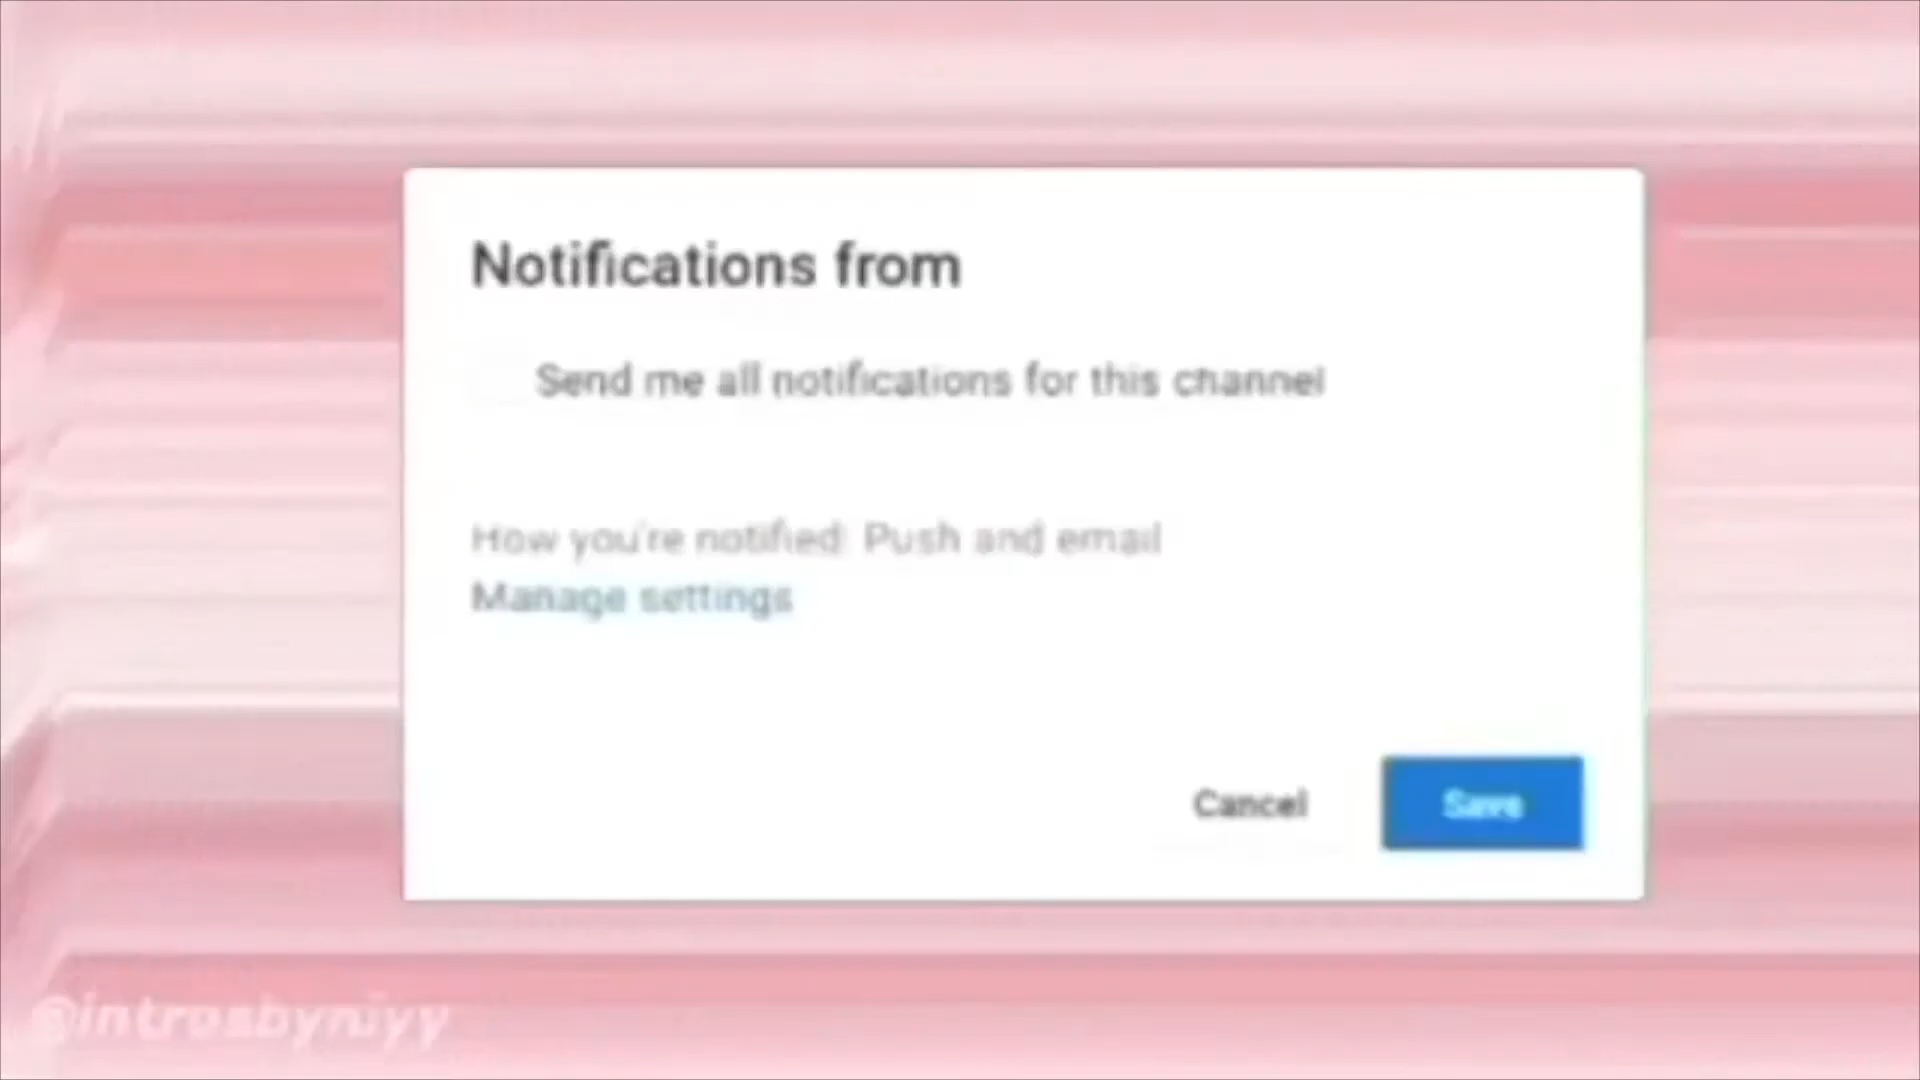 Notifications from
Send me all notifications for this channel
How you're notified: Push and email
Manage settings
Cancel
Save
@introsbyniyy